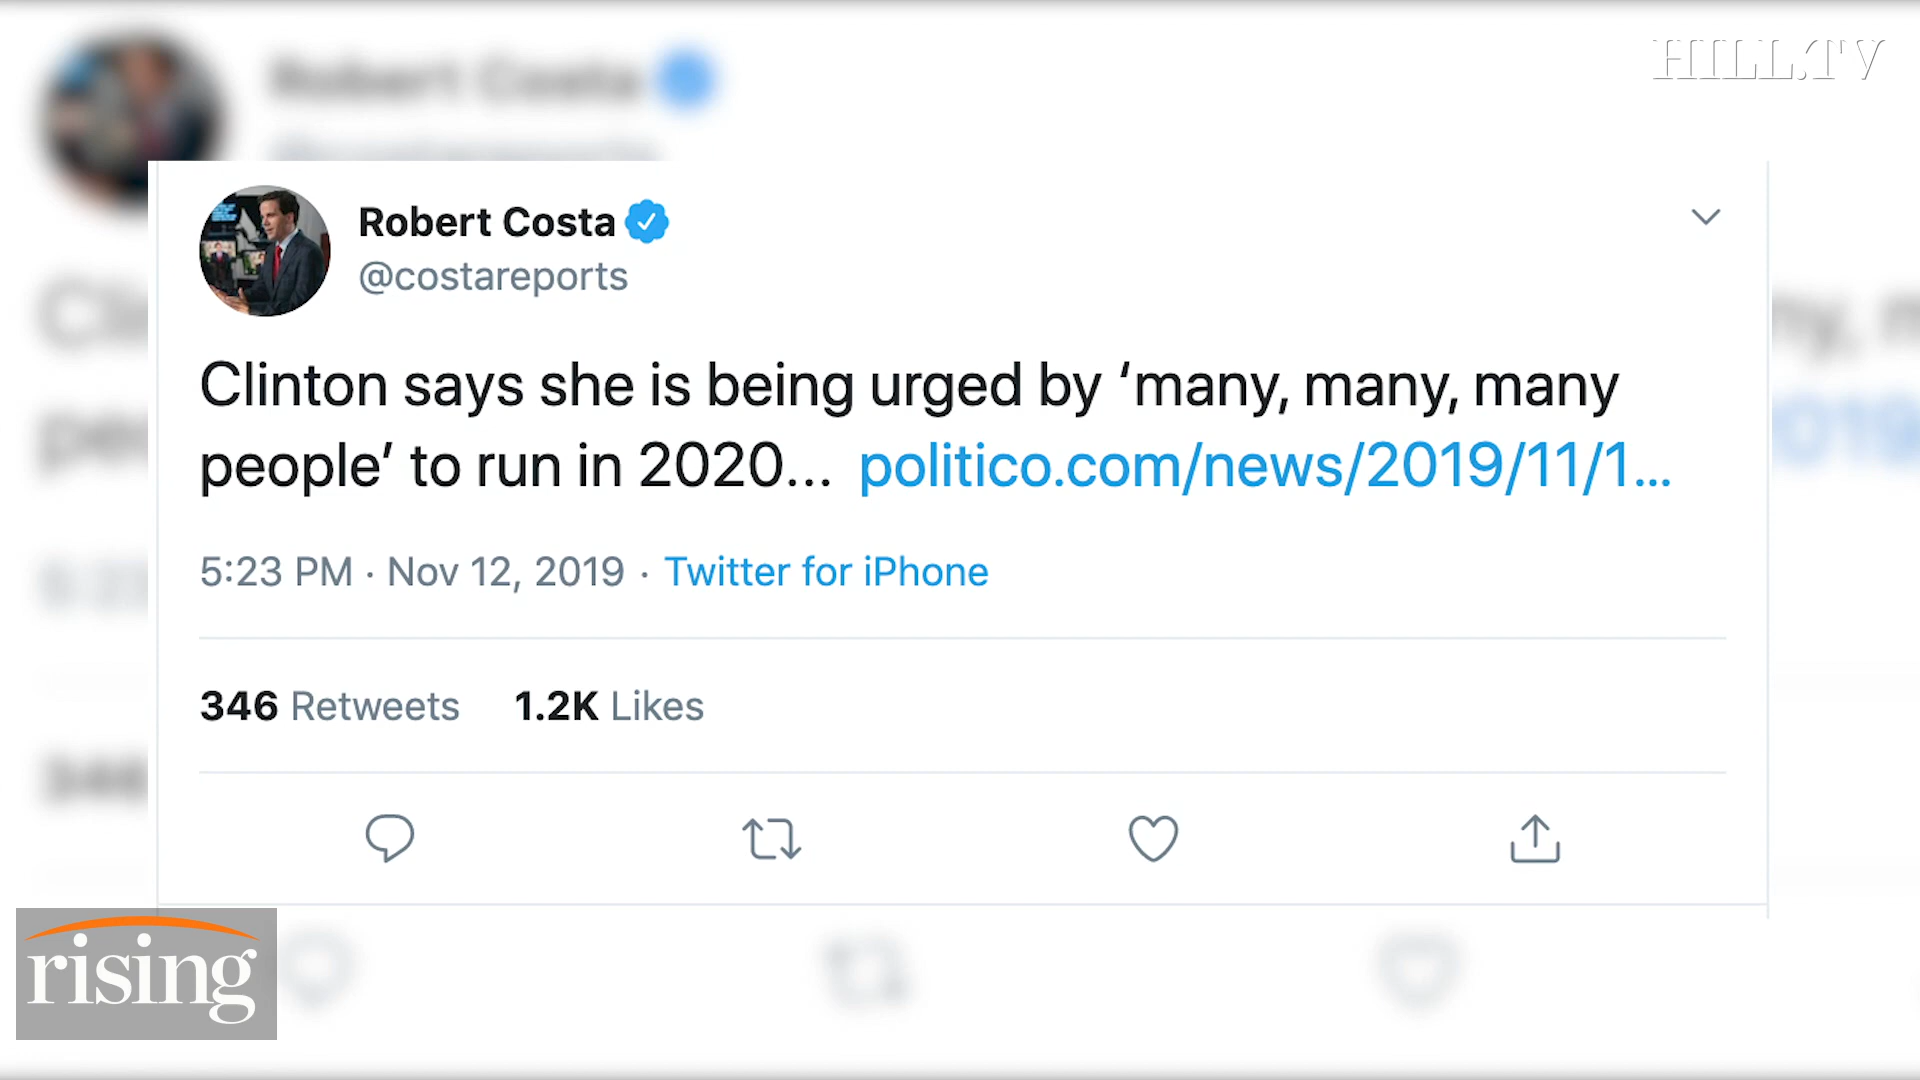 HILL.TV
Robert Costa
@costareports
Clinton says she is being urged by ‘many, many, many
people’ to run in 2020... politico.com/news/2019/11/1...
5:23 PM · Nov 12, 2019 · Twitter for iPhone
346 Retweets 1.2K Likes
rising